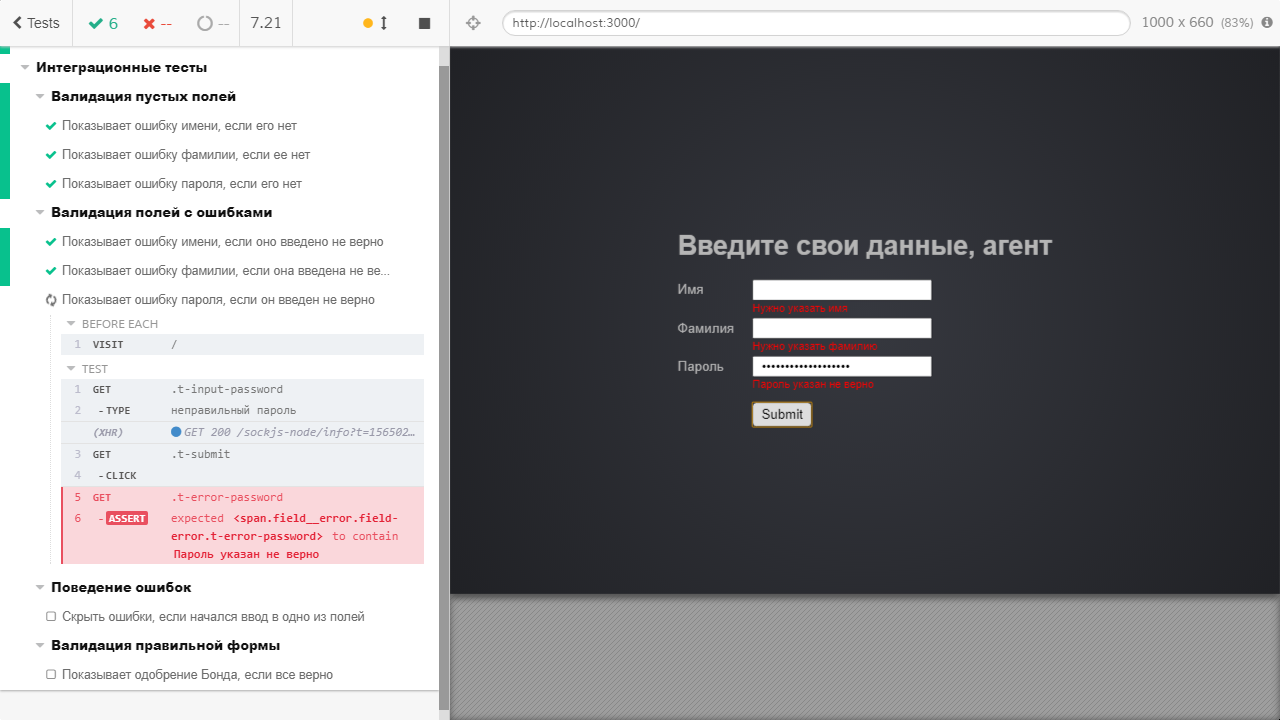 Tests
6
--
--
7.21
http://localhost:3000/
1000 x 660 (83%)
Интеграционные тесты
Валидация пустых полей
Показывает ошибку имени, если его нет
Показывает ошибку фамилии, если ее нет
Показывает ошибку пароля, если его нет
Валидация полей с ошибками
Показывает ошибку имени, если оно введено не верно
Показывает ошибку фамилии, если она введена не ве...
Показывает ошибку пароля, если он введен не верно
BEFORE EACH
1 VISIT /
TEST
1 GET .t-input-password
2 -TYPE неправильный пароль
(XHR) GET 200 /sockjs-node/info?t=156502…
3 GET .t-submit
4 -CLICK
5 GET .t-error-password
6 -ASSERT expected <span.field__error.field-
error.t-error-password> to contain
Пароль указан не верно
Поведение ошибок
Скрыть ошибки, если начался ввод в одно из полей
Валидация правильной формы
Показывает одобрение Бонда, если все верно
Введите свои данные, агент
Имя
Нужно указать имя
Фамилия
Нужно указать фамилию
Пароль
Пароль указан не верно
Submit